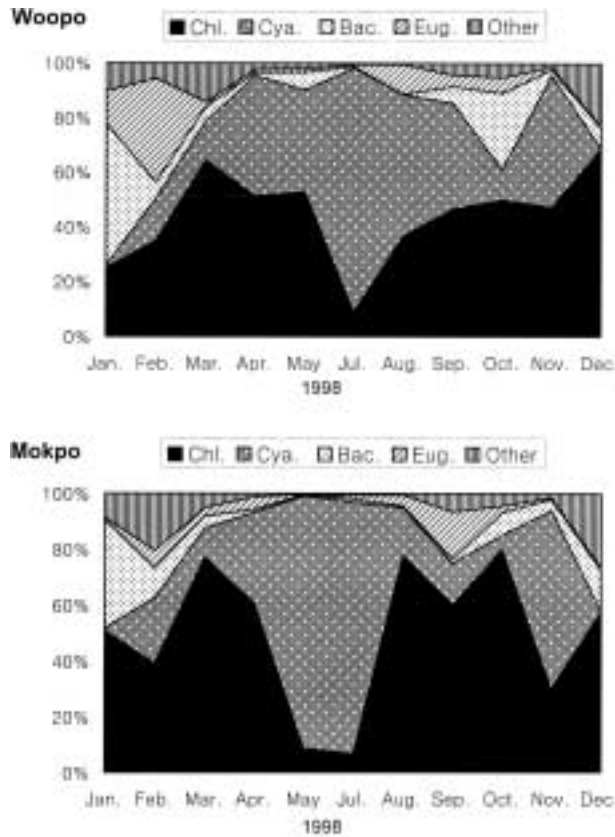 Woopo
Chl. Cya. Bac. Eug. Other
100%
80%
60%
40%
20%
0%
Jan. Feb. Mar. Apr. May Jul. Aug. Sep. Oct. Nov. Dec
1998
Mokpo
Chl. Cya. Bac. Eug. Other
100%
80%
60%
40%
20%
0%
Jan. Feb. Mar. Apr. May Jul. Aug. Sep. Oct. Nov. Dec
1998